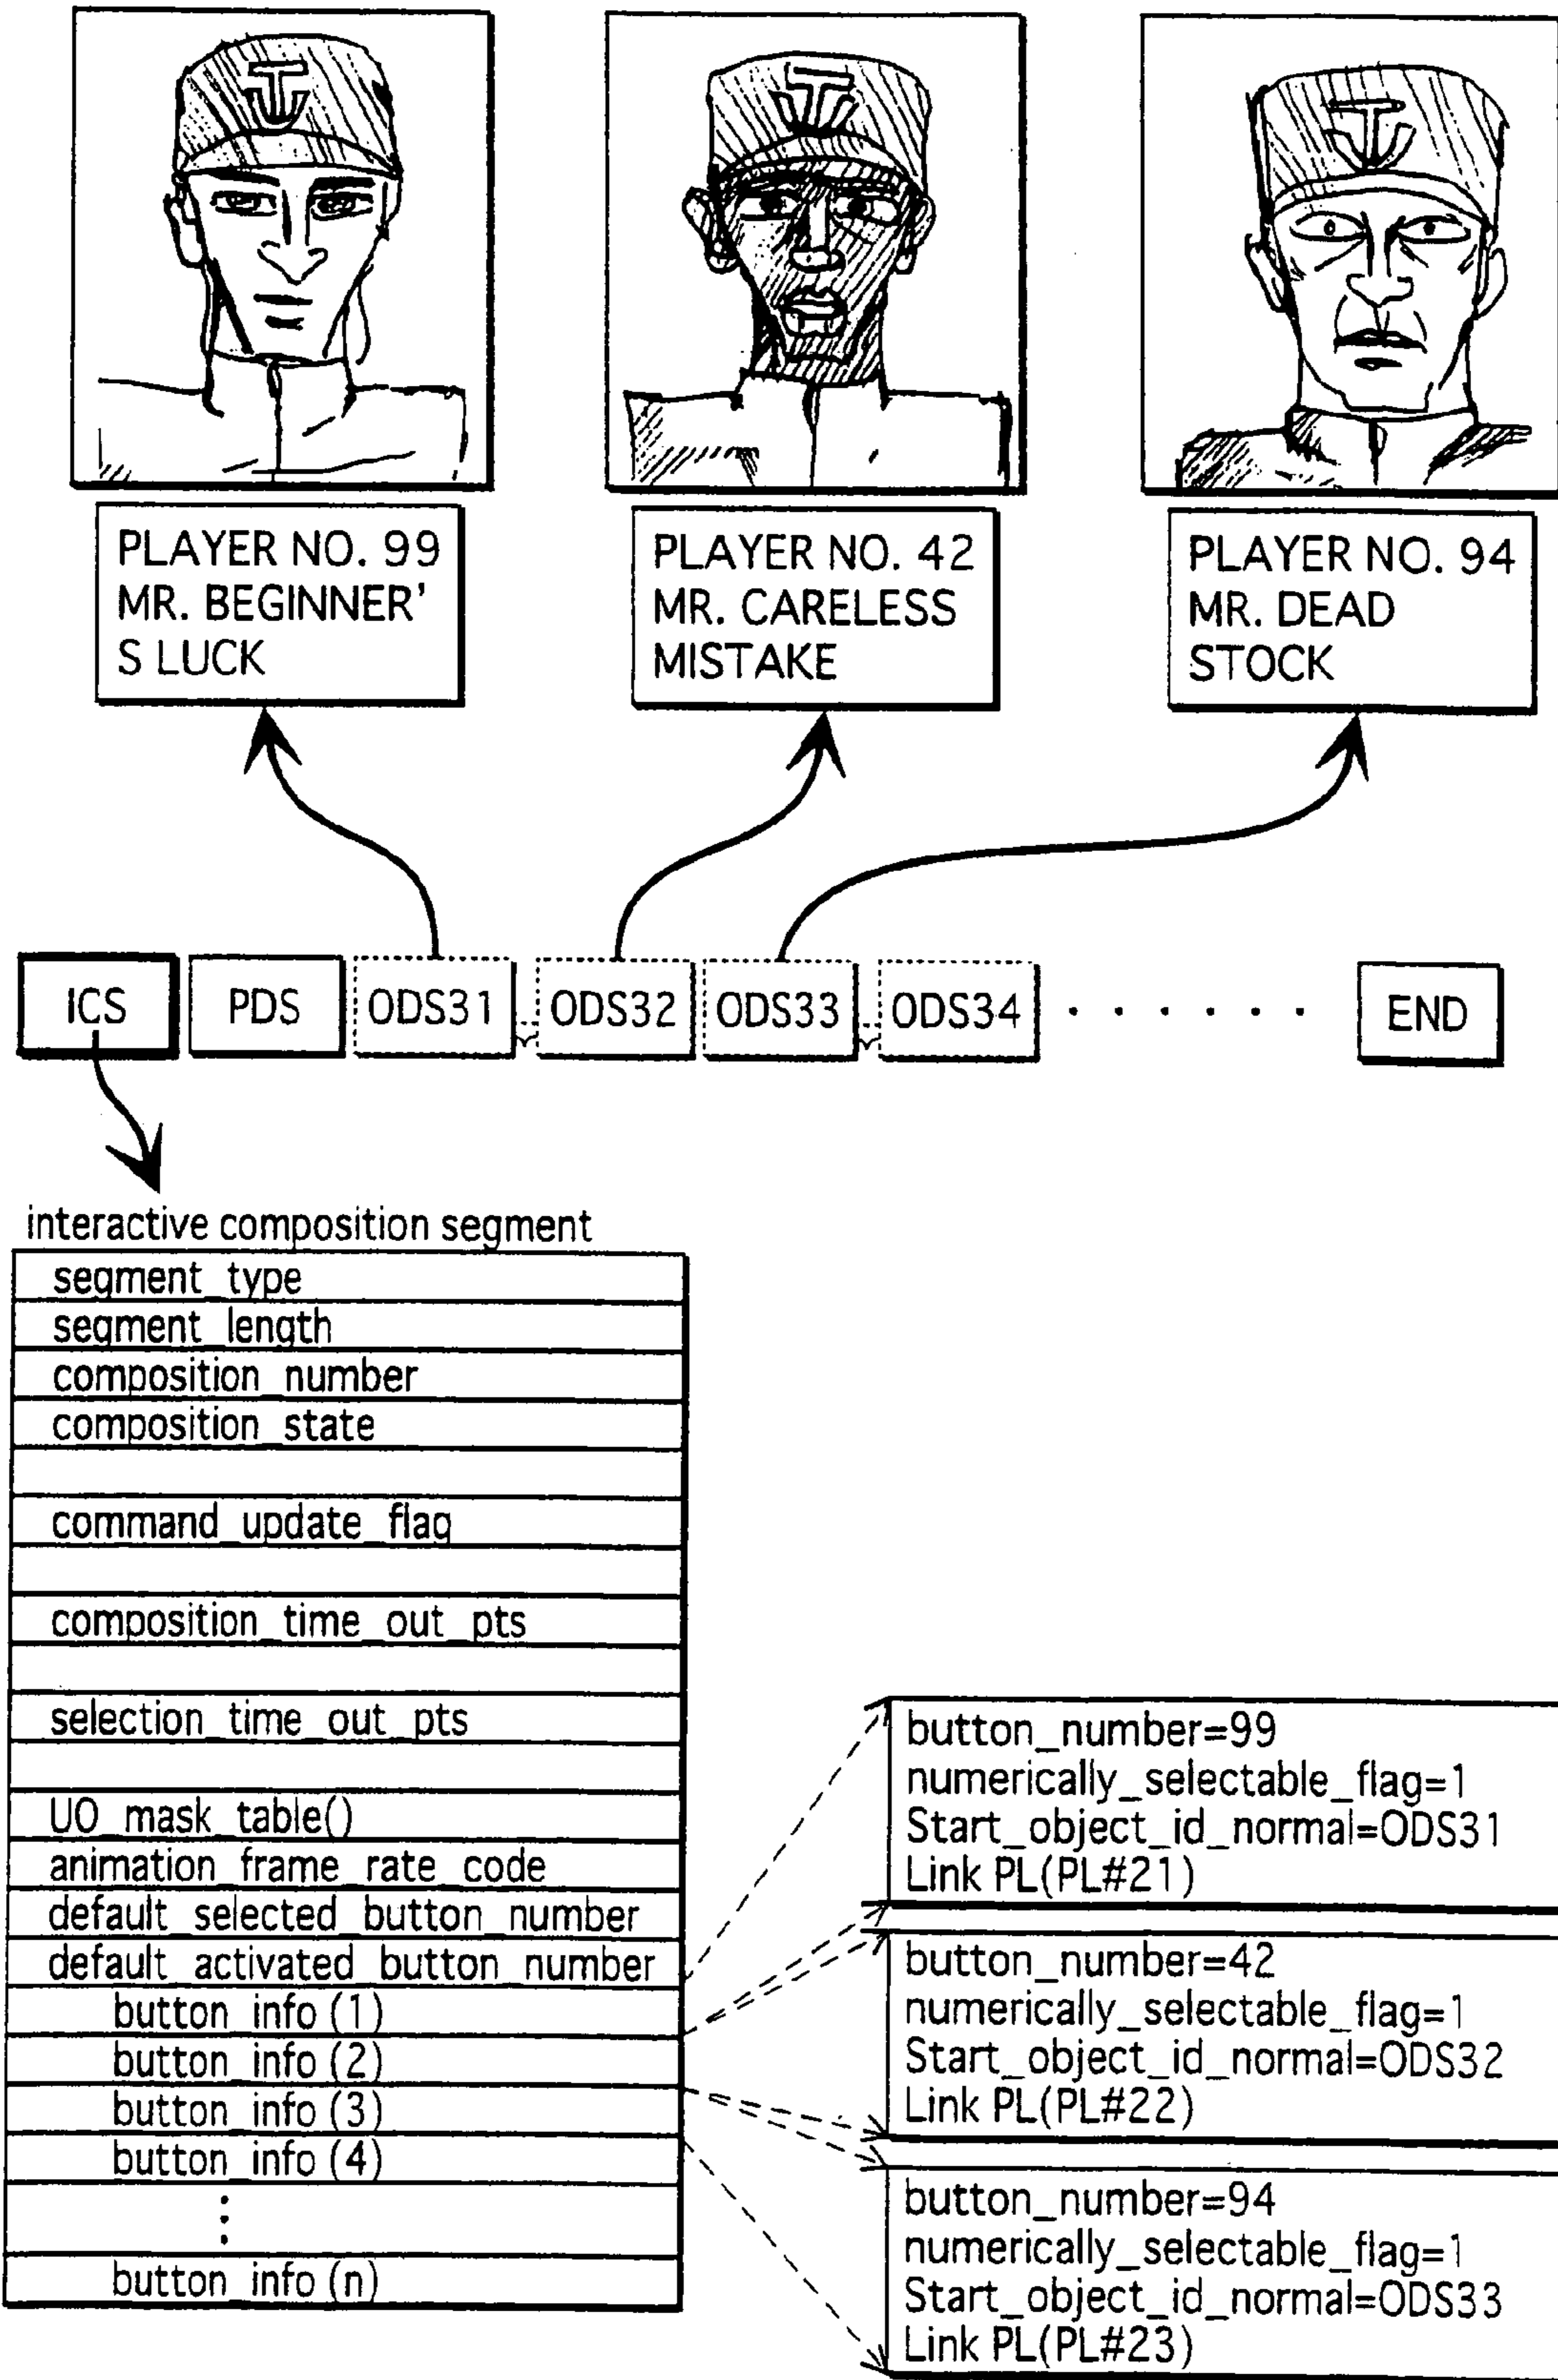 PLAYER NO. 99
MR. BEGINNER'
S LUCK
PLAYER NO. 42
MR. CARELESS
MISTAKE
PLAYER NO. 94
MR. DEAD
STOCK
ICS
PDS
ODS31
ODS32
ODS33
ODS34
END
interactive composition segment
segment_type
segment_length
composition_number
composition_state
command_update_flag
composition_time_out_pts
selection_time_out_pts
UO_mask_table()
animation_frame_rate_code
default_selected_button_number
default_activated_button_number
button_info (1)
button_info (2)
button_info (3)
button_info (4)
button_info (n)
button_number=99
numerically_selectable_flag=1
Start_object_id_normal=ODS31
Link PL(PL#21)
button_number=42
numerically_selectable_flag=1
Start_object_id_normal=ODS32
Link PL(PL#22)
button_number=94
numerically_selectable_flag=1
Start_object_id_normal=ODS33
Link PL(PL#23)